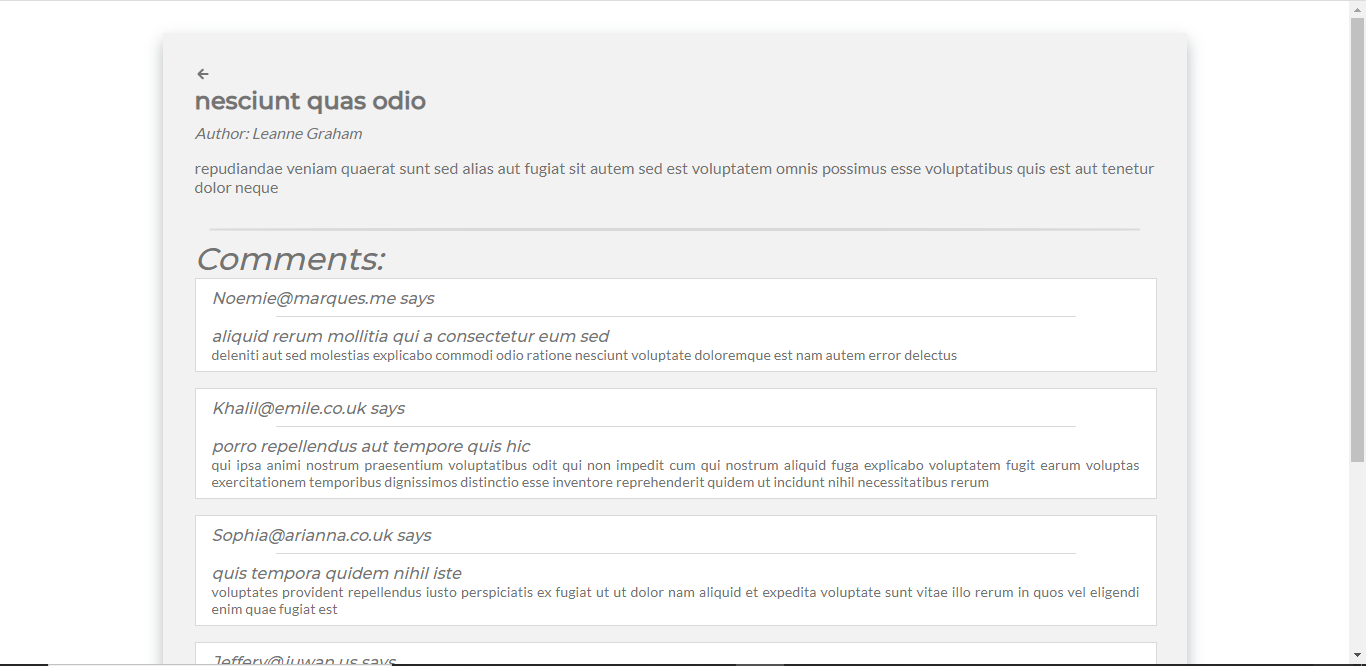 nesciunt quas odio
Author: Leanne Graham
repudiandae veniam quaerat sunt sed alias aut fugiat sit autem sed est voluptatem omnis possimus esse voluptatibus quis est aut tenetur
dolor neque
Comments:
Noemie@marques.me says
aliquid rerum mollitia qui a consectetur eum sed
deleniti aut sed molestias explicabo commodi odio ratione nesciunt voluptate doloremque est nam autem error delectus
Khalil@emile.co.uk says
porro repellendus aut tempore quis hic
qui ipsa animi nostrum praesentium voluptatibus odit qui non impedit cum qui nostrum aliquid fuga explicabo voluptatem fugit earum voluptas
exercitationem temporibus dignissimos distinctio esse inventore reprehenderit quidem ut incidunt nihil necessitatibus rerum
Sophia@arianna.co.uk says
quis tempora quidem nihil iste
voluptates provident repellendus iusto perspiciatis ex fugiat ut ut dolor nam aliquid et expedita voluptate sunt vitae illo rerum in quos vel eligendi
enim quae fugiat est
Jeffery@juwan.us says